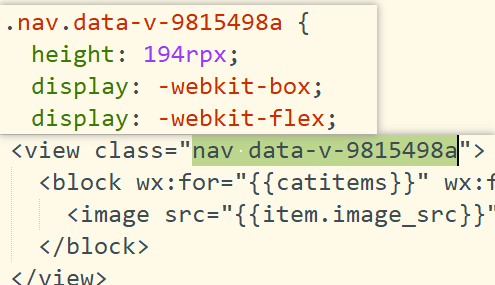 .nav.data-v-9815498a {
height: 194rpx;
display: -webkit-box;
display: -webkit-flex;
<view class="nav data-v-9815498a">
<block wx:for="{{catitems}}" wx:f
<image src="{{item.image_src}}"
</block>
</view>